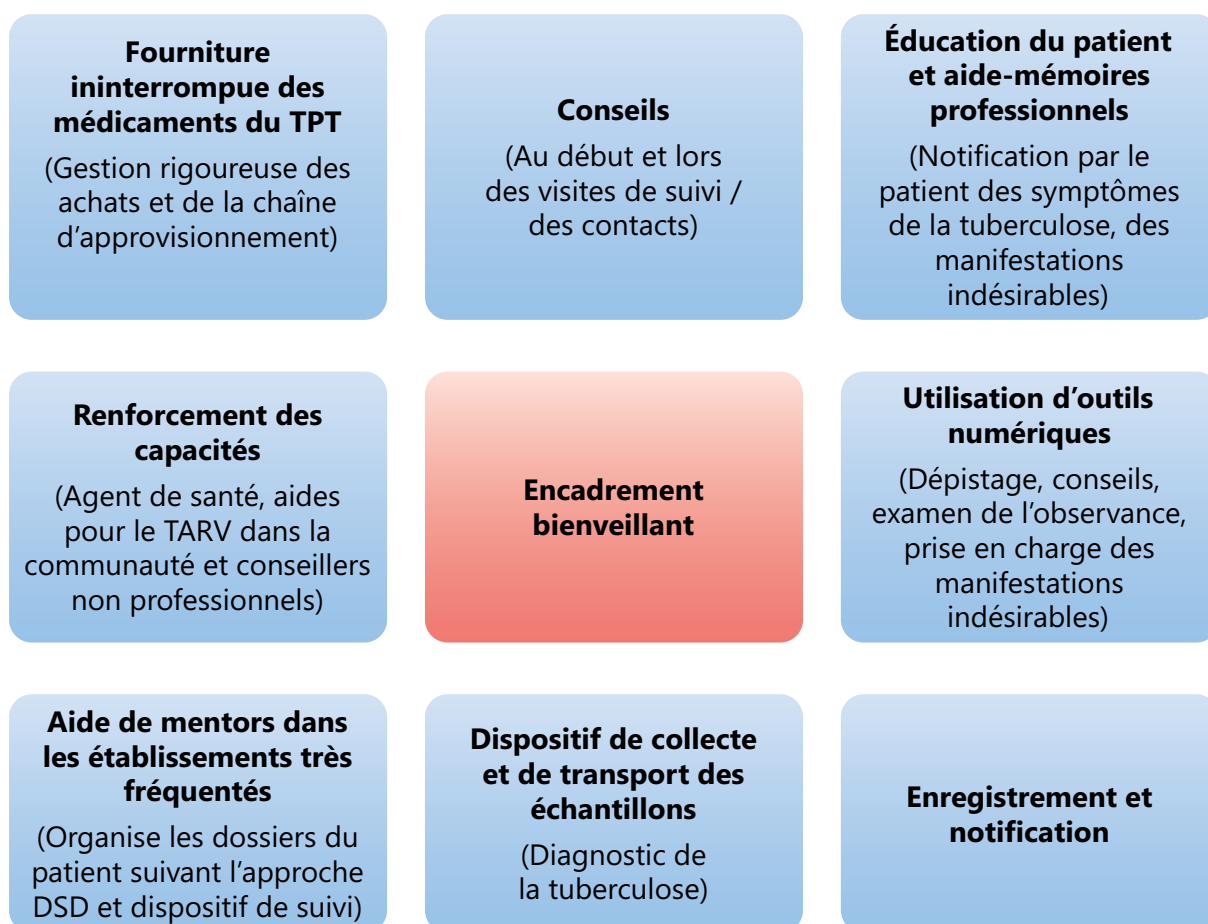 Fourniture
ininterrompue des
médicaments du TPT
(Gestion rigoureuse des
achats et de la chaîne
d’approvisionnement)
Conseils
(Au début et lors
des visites de suivi /
des contacts)
Éducation du patient
et aide-mémoires
professionnels
(Notification par le
patient des symptômes
de la tuberculose, des
manifestations
indésirables)
Renforcement des
capacités
(Agent de santé, aides
pour le TARV dans la
communauté et conseillers
non professionnels)
Encadrement
bienveillant
Utilisation d’outils
numériques
(Dépistage, conseils,
examen de l’observance,
prise en charge des
manifestations
indésirables)
Aide de mentors dans
les établissements très
fréquentés
(Organise les dossiers du
patient suivant l’approche
DSD et dispositif de suivi)
Dispositif de collecte
et de transport des
échantillons
(Diagnostic de
la tuberculose)
Enregistrement et
notification